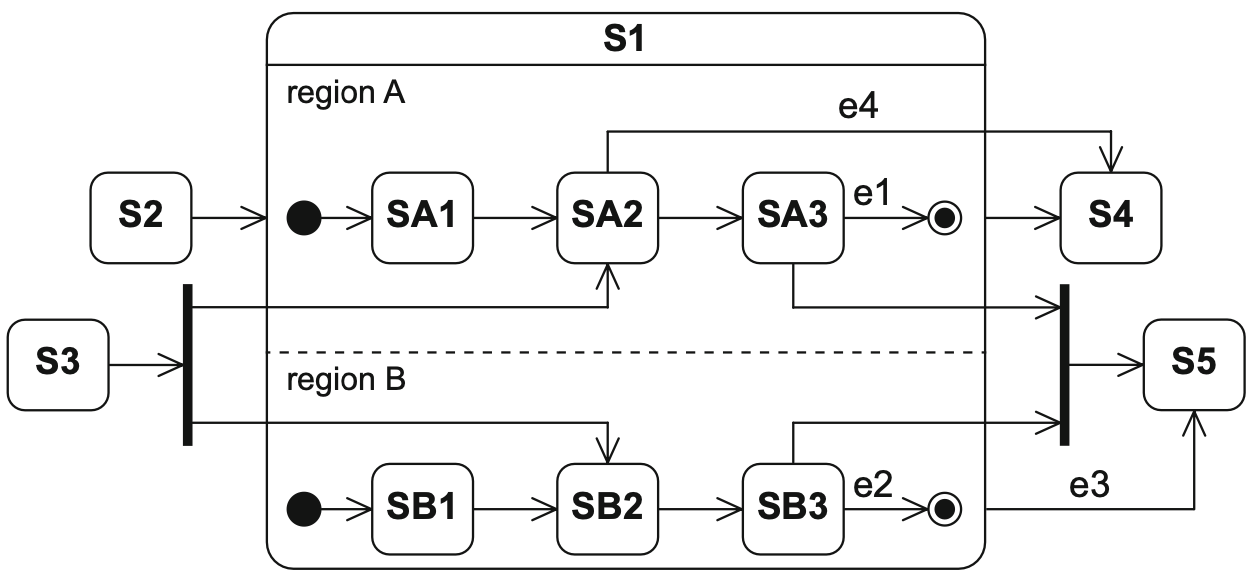 S1
region A
e4
S2
SA1
SA2
SA3
e1
S4
S3
S5
region B
SB1
SB2
SB3
e2
e3